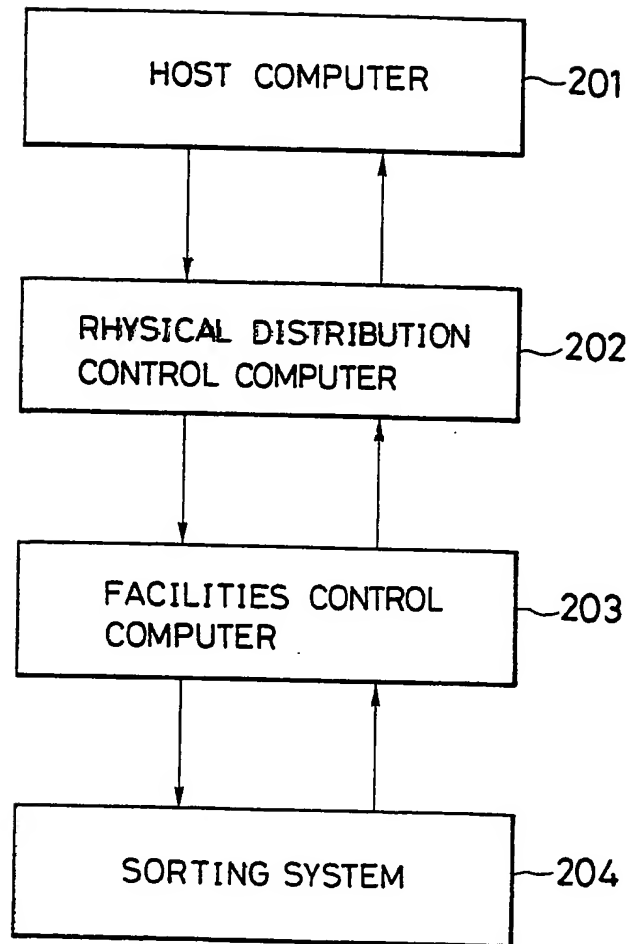 HOST COMPUTER
201
RHYSICAL DISTRIBUTION
CONTROL COMPUTER
202
FACILITIES CONTROL
COMPUTER
203
SORTING SYSTEM
204